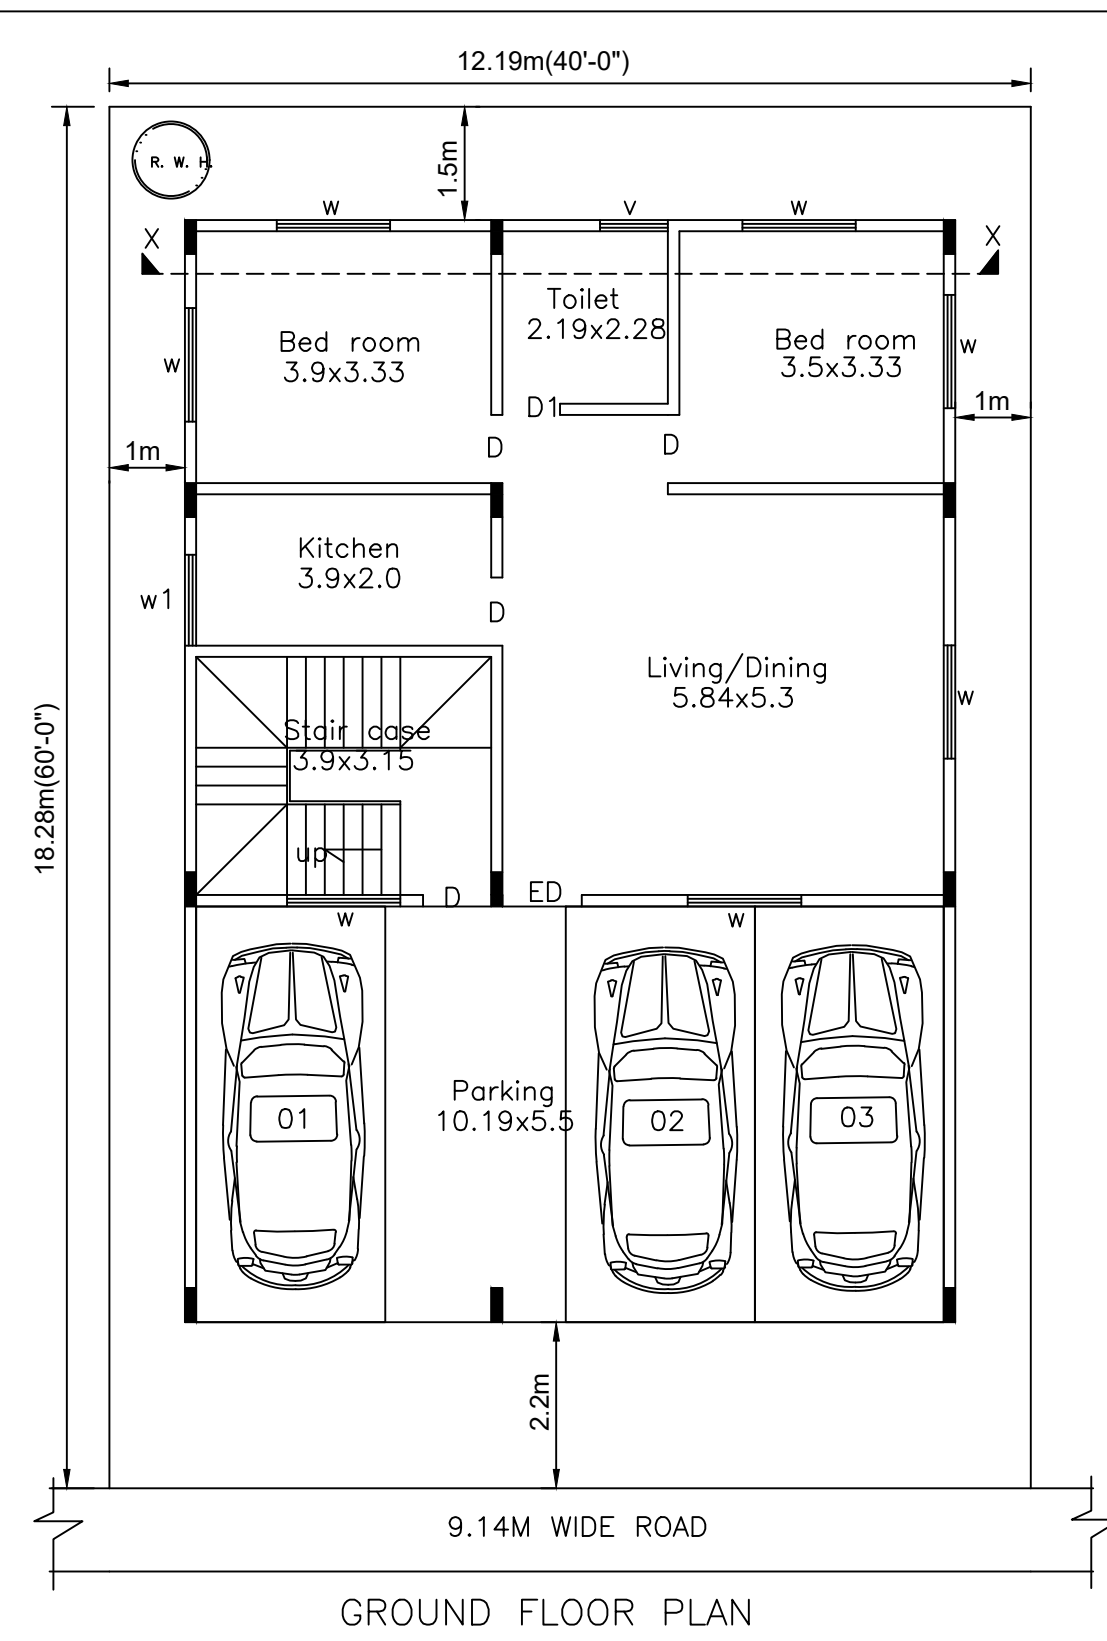 12.19m(40'-0")
R. W. H.
1.5m
W
V
W
X
X
Toilet
2.19x2.28
Bed room
3.9x3.33
Bed room
3.5x3.33
W
W
D1
1m
1m
D
D
Kitchen
3.9x2.0
w1
D
Living/Dining
5.84x5.3
W
Stair case
3.9x3.15
18.28m(60'-0")
up
D
ED
W
W
Parking
10.19x5.5
01
02
03
2.2m
9.14M WIDE ROAD
GROUND FLOOR PLAN